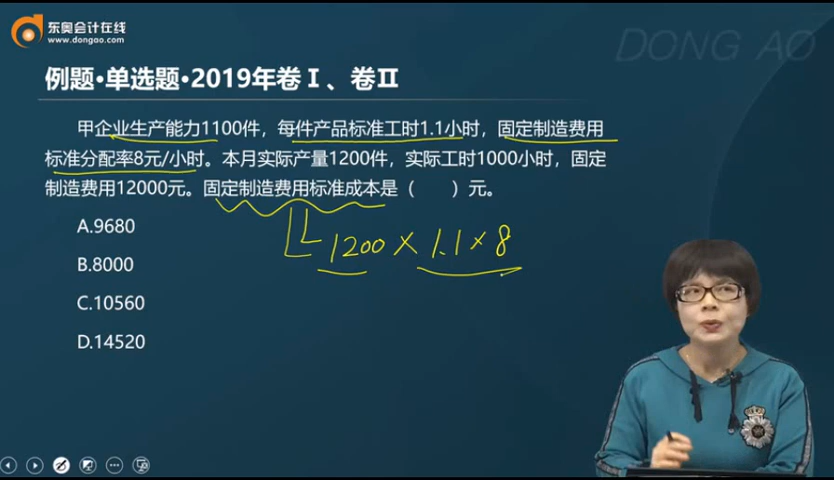 东奥会计在线
www.dongao.com
DONG AO
例题·单选题·2019年卷Ⅰ、卷Ⅱ
甲企业生产能力1100件，每件产品标准工时1.1小时，固定制造费用
标准分配率8元/小时。本月实际产量1200件，实际工时1000小时，固定
制造费用12000元。固定制造费用标准成本是（　　）元。
A.9680
1200×1.1×8
B.8000
C.10560
D.14520